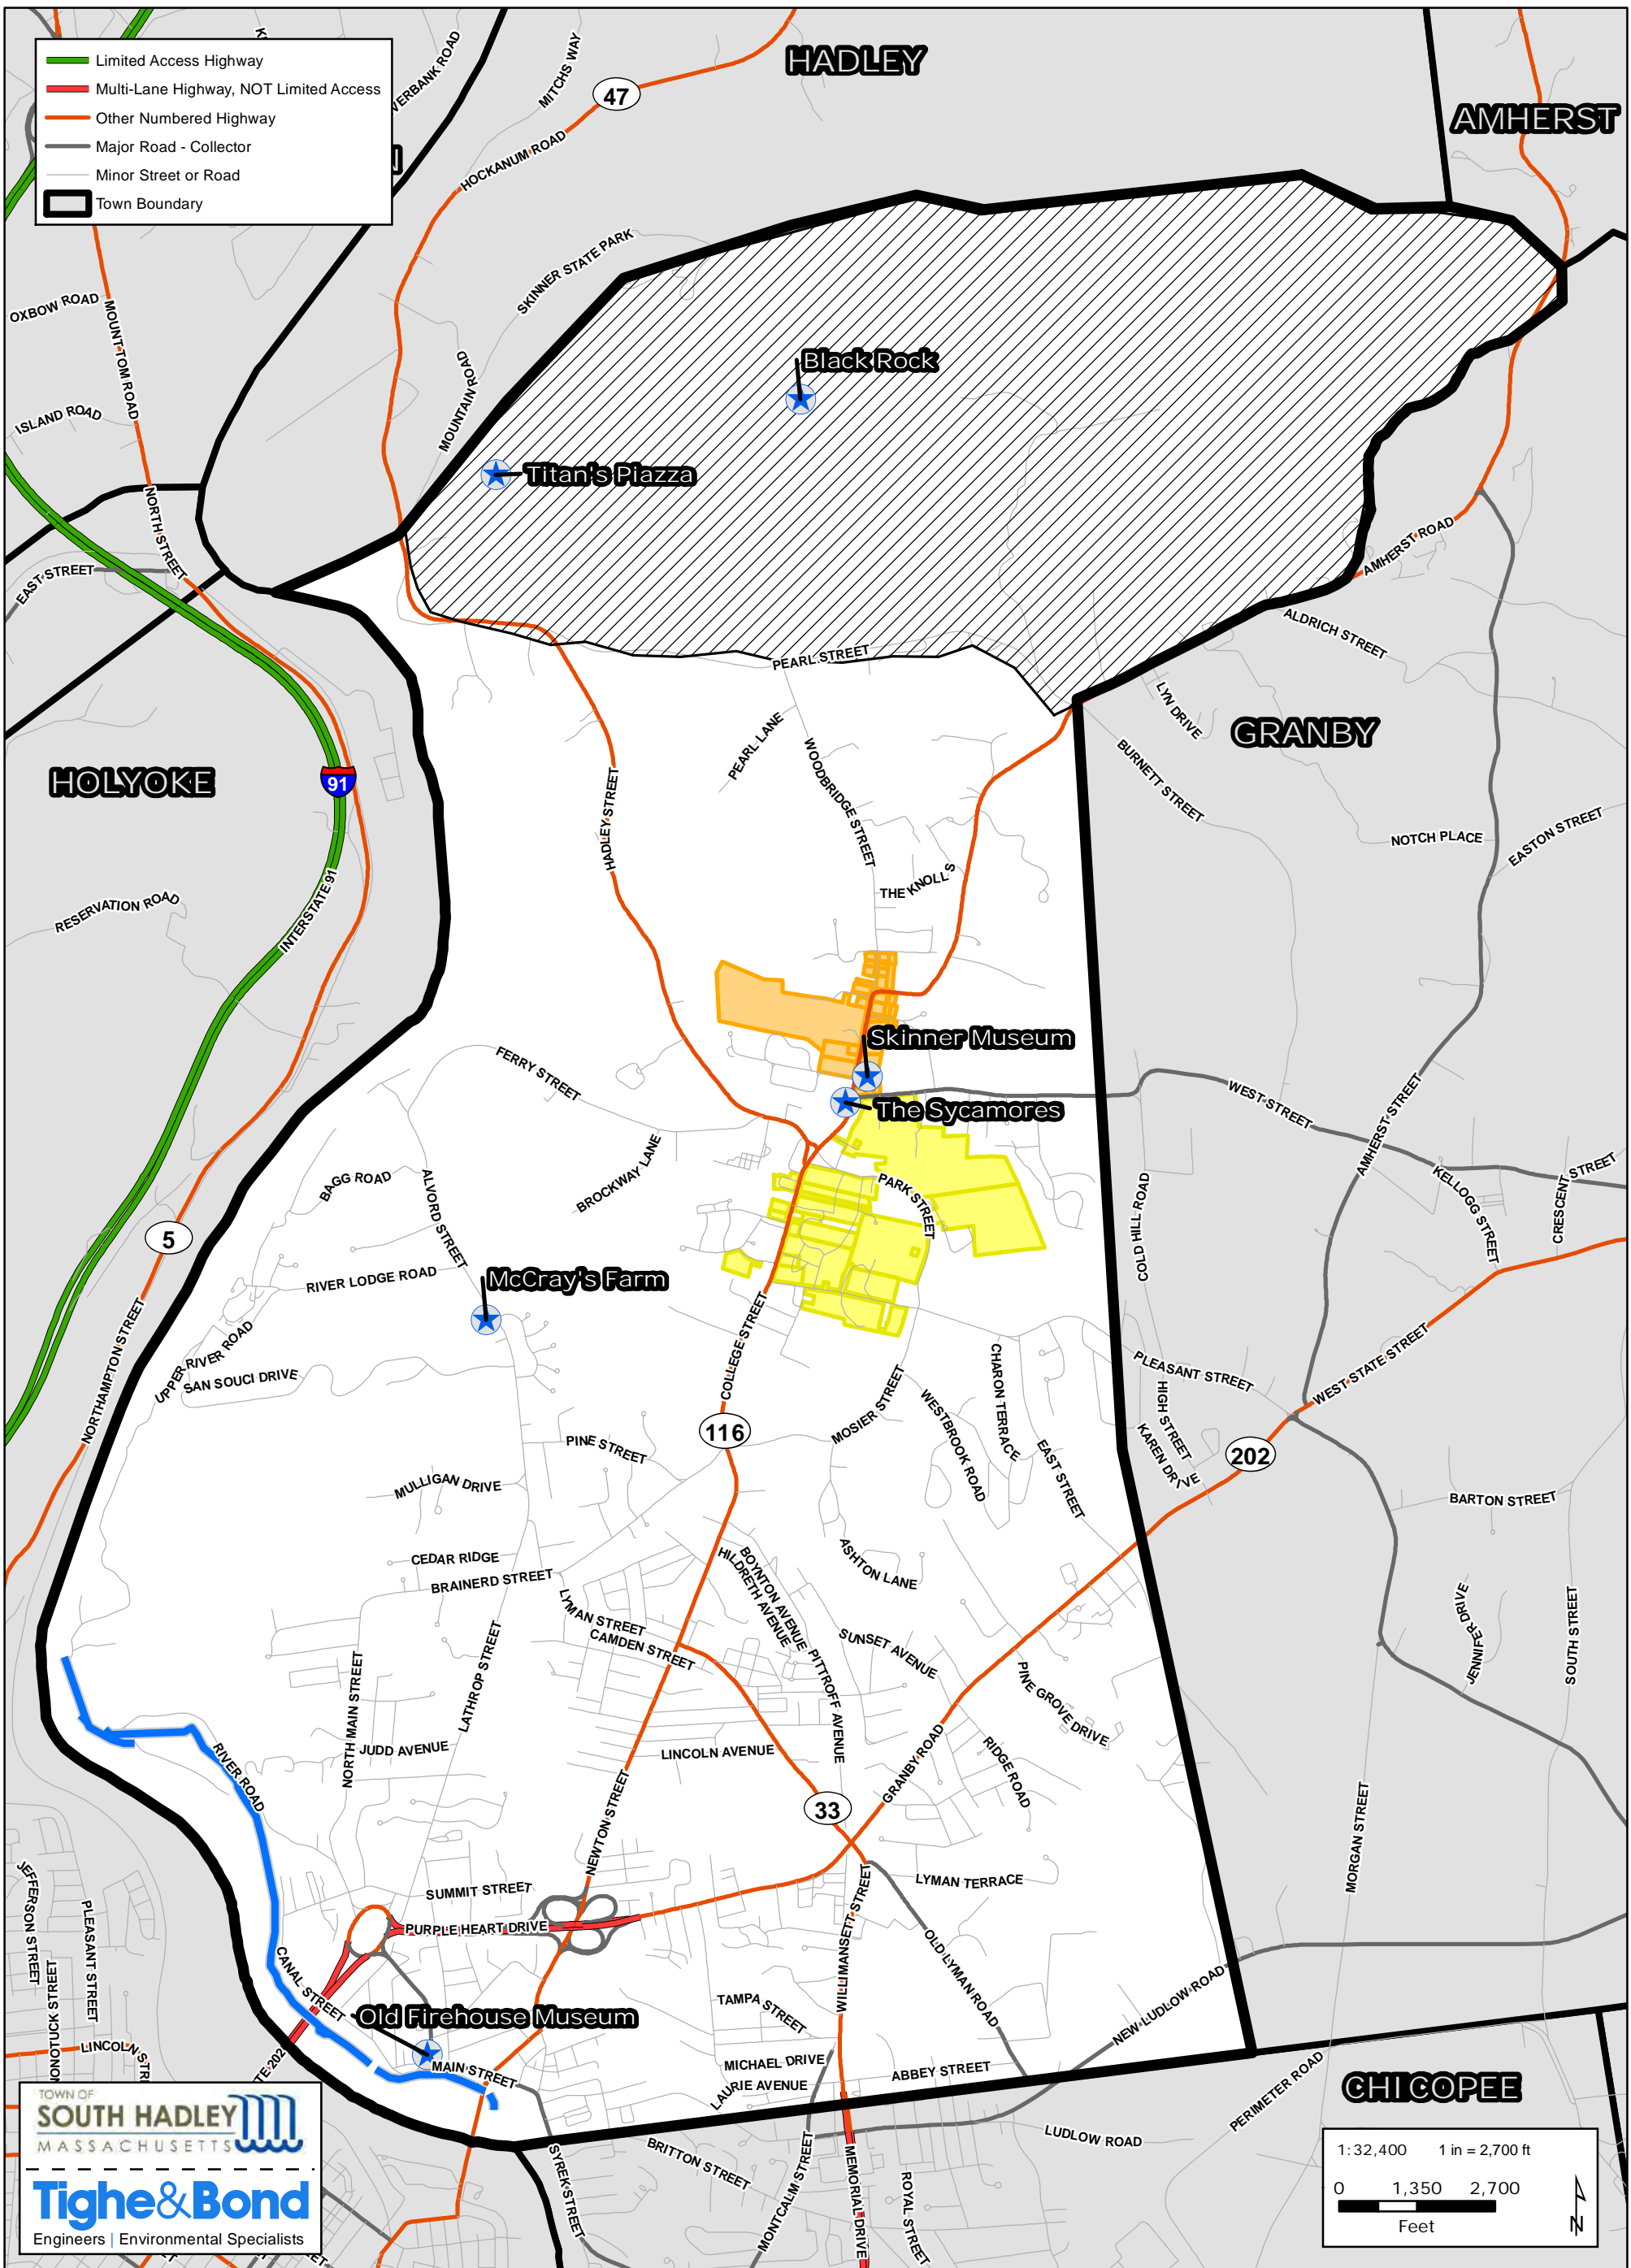 Limited Access Highway
Multi-Lane Highway, NOT Limited Access
Other Numbered Highway
Major Road - Collector
Minor Street or Road
Town Boundary
VERBANK ROAD
MITCHS WAY
47
HADLEY
AMHERST
HOCKANUM ROAD
SKINNER STATE PARK
OXBOW ROAD
MOUNT TOM ROAD
MOUNTAIN ROAD
ISLAND ROAD
Black Rock
Titan's Piazza
NORTH STREET
EAST STREET
AMHERST ROAD
ALDRICH STREET
PEARL STREET
LYN DRIVE
GRANBY
PEARL LANE
WOODBRIDGE STREET
BURNETT STREET
HOLYOKE
91
HADLEY STREET
NOTCH PLACE
EASTON STREET
THE KNOLLS
RESERVATION ROAD
INTERSTATE 91
Skinner Museum
FERRY STREET
The Sycamores
WEST STREET
AMHERST STREET
BROCKWAY LANE
BAGG ROAD
ALVORD STREET
PARK STREET
COLD HILL ROAD
KELLOGG STREET
CRESCENT STREET
5
RIVER LODGE ROAD
McCray's Farm
NORTHAMPTON STREET
UPPER RIVER ROAD
SAN SOUCI DRIVE
COLLEGE STREET
CHARON TERRACE
PLEASANT STREET
HIGH STREET
KAREN DRIVE
WEST STATE STREET
116
MOSIER STREET
WESTBROOK ROAD
EAST STREET
202
PINE STREET
MULLIGAN DRIVE
BARTON STREET
CEDAR RIDGE
BRAINERD STREET
HILDRETH AVENUE
BOYNTON AVENUE
ASHTON LANE
LYMAN STREET
CAMDEN STREET
SUNSET AVENUE
JENNIFER DRIVE
SOUTH STREET
NORTH MAIN STREET
LATHROP STREET
PITTROFF AVENUE
PINE GROVE DRIVE
JUDD AVENUE
LINCOLN AVENUE
RIVER ROAD
GRANBY ROAD
RIDGE ROAD
NEWTON STREET
33
MORGAN STREET
JEFFERSON STREET
PLEASANT STREET
SUMMIT STREET
LYMAN TERRACE
PURPLE HEART DRIVE
WILLIMANSETT STREET
OLD LYMAN ROAD
NEW LUDLOW ROAD
CANAL STREET
Old Firehouse Museum
TAMPA STREET
MICHAEL DRIVE
LAURIE AVENUE
ABBEY STREET
MAIN STREET
ONOTUCK STREET
LINCOLN STR
TE 202
CHICOPEE
PERIMETER ROAD
LUDLOW ROAD
BRITTON STREET
SYREK STREET
MONTCALM STREET
MEMORIAL DRIVE
ROYAL STREET
TOWN OF
SOUTH HADLEY
MASSACHUSETTS
Tighe&Bond
Engineers | Environmental Specialists
1:32,400 1 in = 2,700 ft
0 1,350 2,700
Feet
N